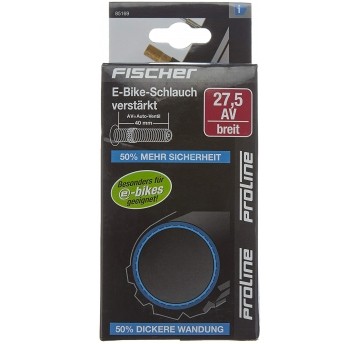 85169
FISCHER
E-Bike-Schlauch
verstärkt
AV=Auto-Ventil
40 mm
27,5
AV
breit
50% MEHR SICHERHEIT
Besonders für
e-bikes
geeignet!
PROLINE
PROLINE
50% DICKERE WANDUNG